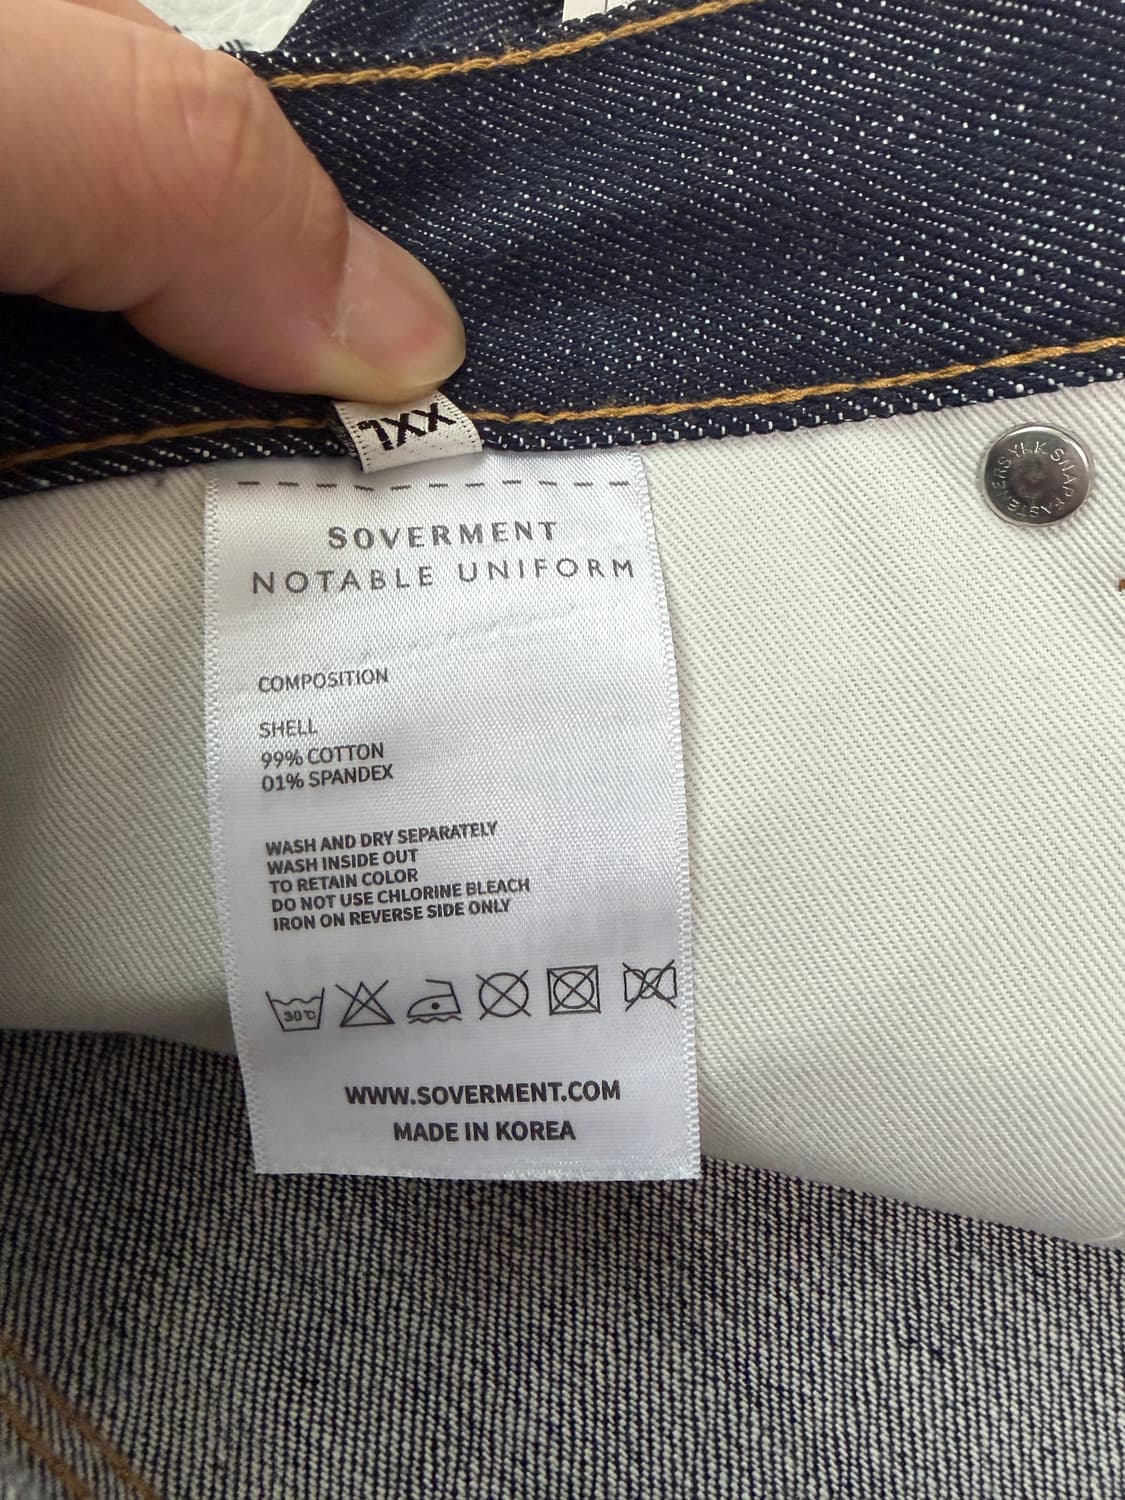 XXL
SOVERMENT
NOTABLE UNIFORM
COMPOSITION
SHELL
99% COTTON
01% SPANDEX
WASH AND DRY SEPARATELY
WASH INSIDE OUT
TO RETAIN COLOR
DO NOT USE CHLORINE BLEACH
IRON ON REVERSE SIDE ONLY
30℃
WWW.SOVERMENT.COM
MADE IN KOREA
YKK SNAP FASTENERS